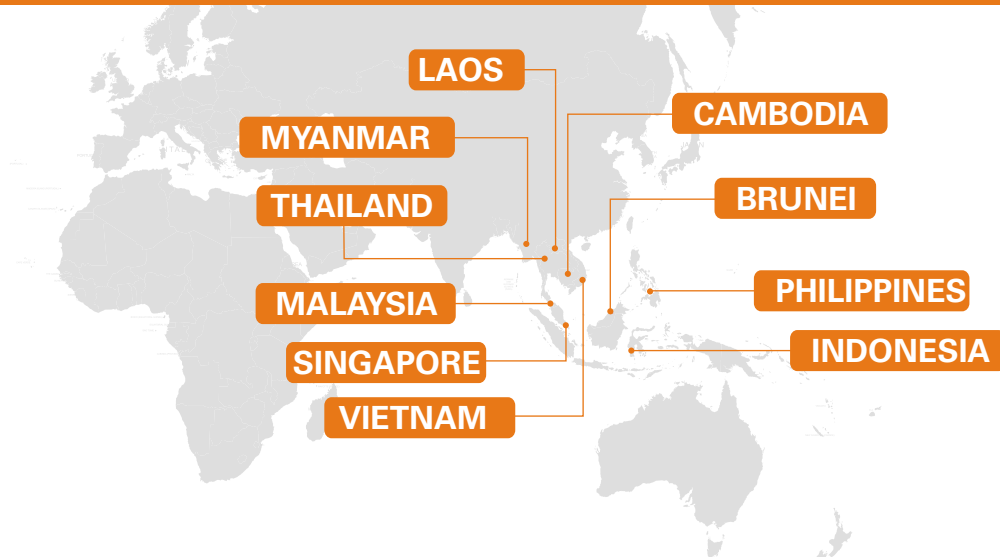 LAOS
CAMBODIA
MYANMAR
THAILAND
BRUNEI
PHILIPPINES
MALAYSIA
INDONESIA
SINGAPORE
VIETNAM